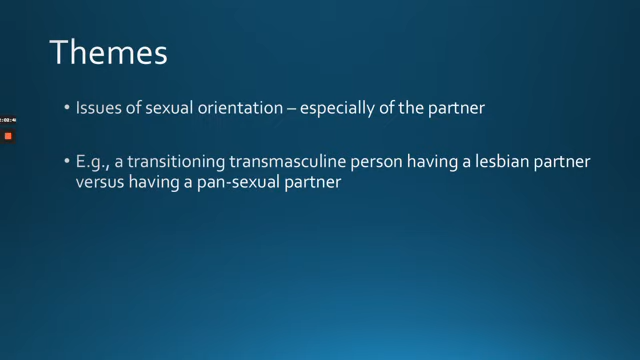 Themes
• Issues of sexual orientation – especially of the partner
• E.g., a transitioning transmasculine person having a lesbian partner
versus having a pan-sexual partner